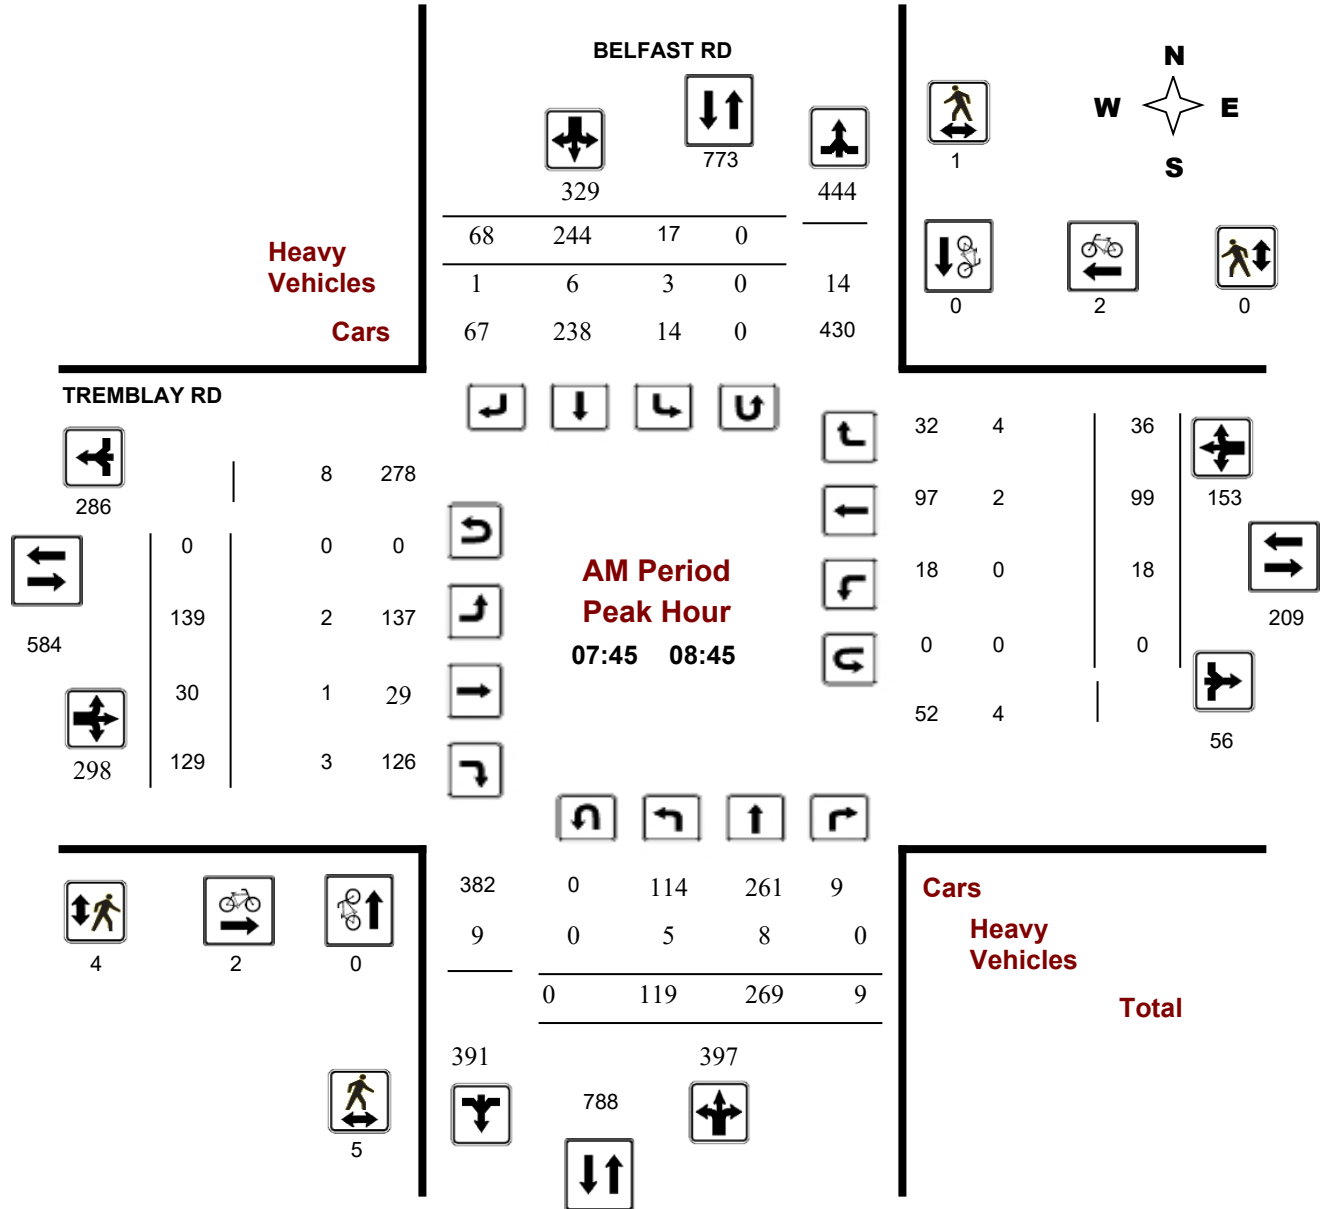 BELFAST RD
N
W E
S
773
1
329 444
68 244 17 0
Heavy
Vehicles
1 6 3 0 14
0 2 0
Cars
67 238 14 0 430
TREMBLAY RD
32 4 36
8 278
286
97 2 99 153
0 0 0
AM Period
18 0 18
Peak Hour
139 2 137
209
584
07:45 08:45
0 0 0
30 1 29
52 4
56
298 129 3 126
382 0 114 261 9
Cars
9 0 5 8 0
Heavy
Vehicles
4 2 0
0 119 269 9
Total
391 397
788
5